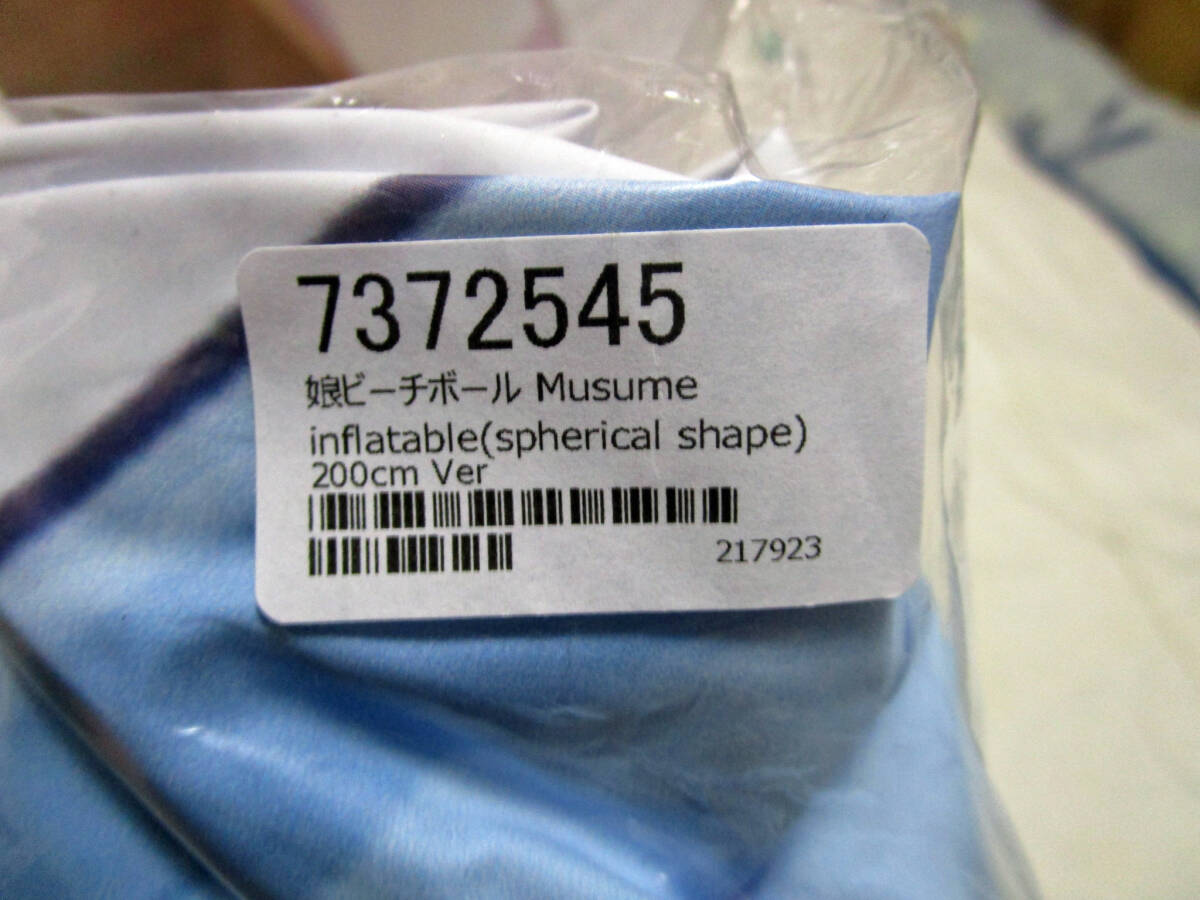 7372545
娘ビーチボール Musume
inflatable(spherical shape)
200cm Ver
217923